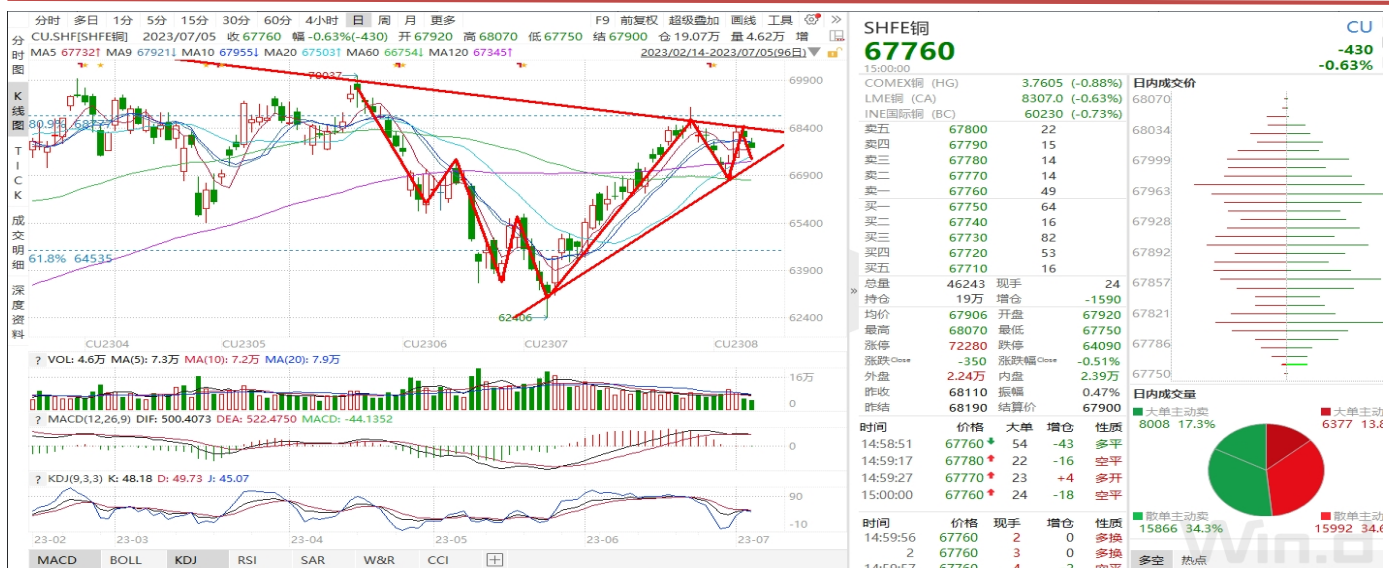 分时 多日 1分 5分 15分 30分 60分 4小时 日 周 月 更多 F9 前复权 超级叠加 画线 工具
CU.SHF[SHFE铜] 2023/07/05 收67760 幅-0.63%(-430) 开67920 高68070 低67750 结67900 仓19.07万 量4.62万 增
MA5 67732↑ MA9 67921↓ MA10 67955↓ MA20 67503↑ MA60 66754↓ MA120 67345↑ 2023/02/14-2023/07/05(96日)
分时图
K线图
TICK
成交明细
深度资料
70037
69900
80.9% 68777
68400
66900
65400
61.8% 64535
63900
62406
62400
CU2304 CU2305 CU2306 CU2307 CU2308
? VOL: 4.6万 MA(5): 7.3万 MA(10): 7.2万 MA(20): 7.9万
16万
0
? MACD(12,26,9) DIF: 500.4073 DEA: 522.4750 MACD: -44.1352
0
? KDJ(9,3,3) K: 48.18 D: 49.73 J: 45.07
90
-10
23-02 23-03 23-04 23-05 23-06 23-07
MACD BOLL KDJ RSI SAR W&R CCI
SHFE铜 CU
67760 -430
15:00:00 -0.63%
COMEX铜 (HG) 3.7605 (-0.88%)
LME铜 (CA) 8307.0 (-0.63%)
INE国际铜 (BC) 60230 (-0.73%)
卖五 67800 22
卖四 67790 15
卖三 67780 14
卖二 67770 14
卖一 67760 49
买一 67750 64
买二 67740 16
买三 67730 82
买四 67720 53
买五 67710 16
总量 46243 现手 24
持仓 19万 增仓 -1590
均价 67906 开盘 67920
最高 68070 最低 67750
涨停 72280 跌停 64090
涨跌Close -350 涨跌幅Close -0.51%
外盘 2.24万 内盘 2.39万
昨收 68110 振幅 0.47%
昨结 68190 结算价 67900
时间 价格 大单 增仓 性质
14:58:51 67760 54 -43 多平
14:59:17 67780 22 -16 空平
14:59:27 67770 23 +4 多开
15:00:00 67760 24 -18 空平
时间 价格 现手 增仓 性质
14:59:56 67760 2 0 多换
2 67760 3 0 多换
14:59:57 67760 4 -2 空平
日内成交价
68070
68034
67999
67963
67928
67892
67857
67821
67786
67750
日内成交量
大单主动卖 大单主动
8008 17.3% 6377 13.8
散单主动卖 散单主动
15866 34.3% 15992 34.6
Win.d
多空 热点